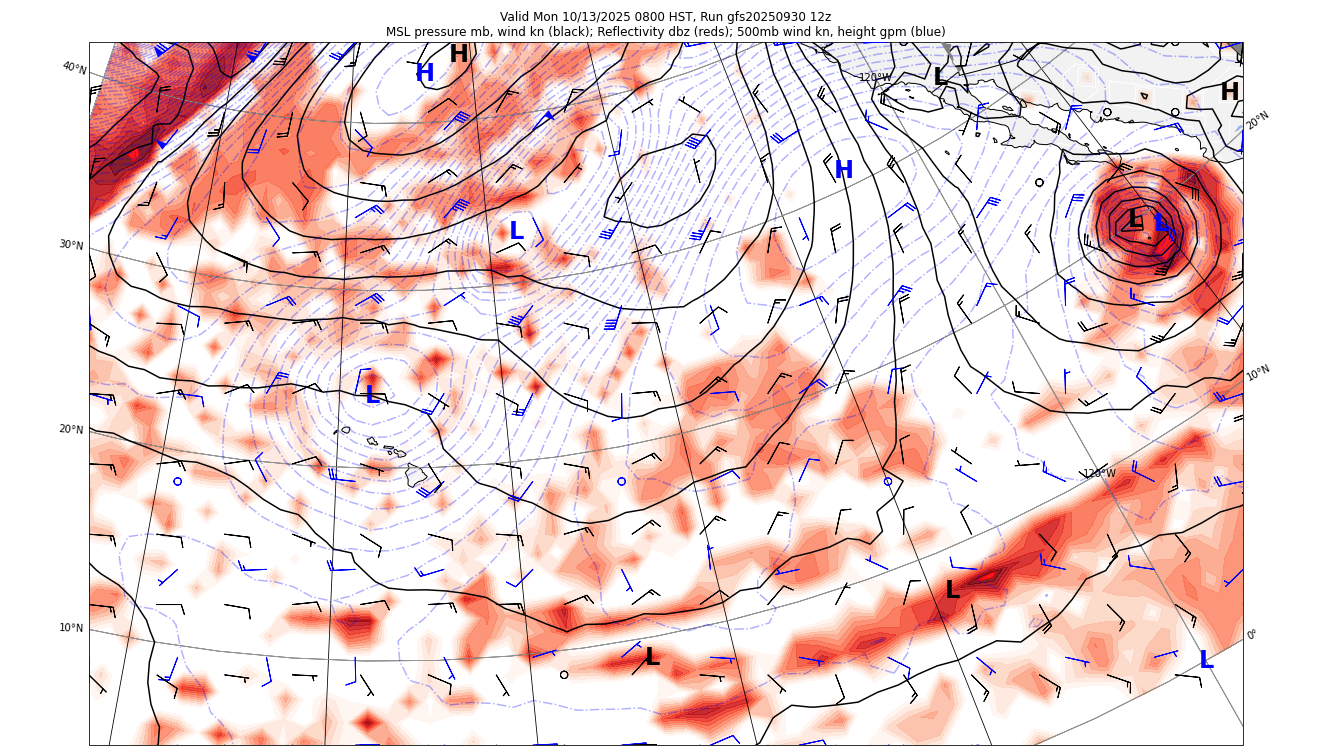 Valid Mon 10/13/2025 0800 HST, Run gfs20250930 12z
MSL pressure mb, wind kn (black); Reflectivity dbz (reds); 500mb wind kn, height gpm (blue)
H
H
40°N
120°W
L
H
20°N
H
L
L
L
30°N
10°N
L
20°N
120°W
L
10°N
0°
L
L